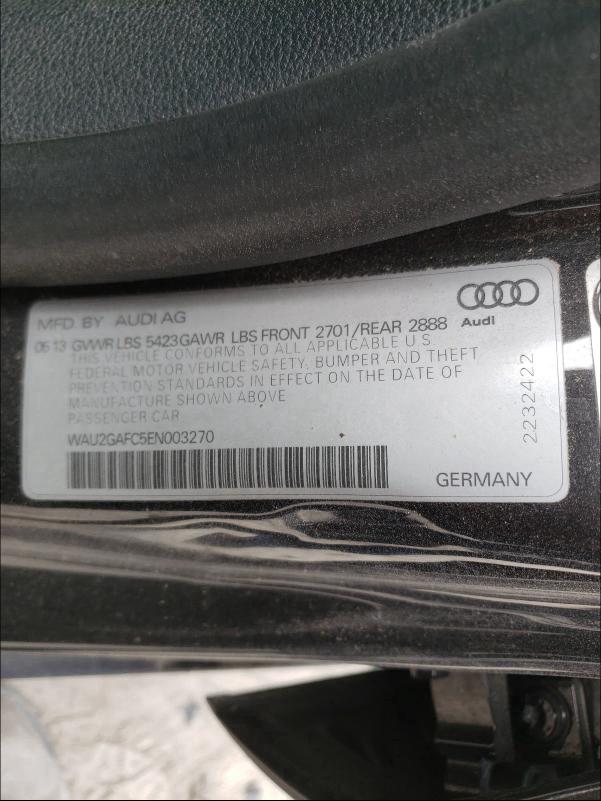 MFD. BY AUDI AG
05 13 GVWR LBS 5423 GAWR LBS FRONT 2701/REAR 2888
THIS VEHICLE CONFORMS TO ALL APPLICABLE U.S.
FEDERAL MOTOR VEHICLE SAFETY, BUMPER AND THEFT
PREVENTION STANDARDS IN EFFECT ON THE DATE OF
MANUFACTURE SHOWN ABOVE
PASSENGER CAR
WAU2GAFC5EN003270
Audi
2232422
GERMANY